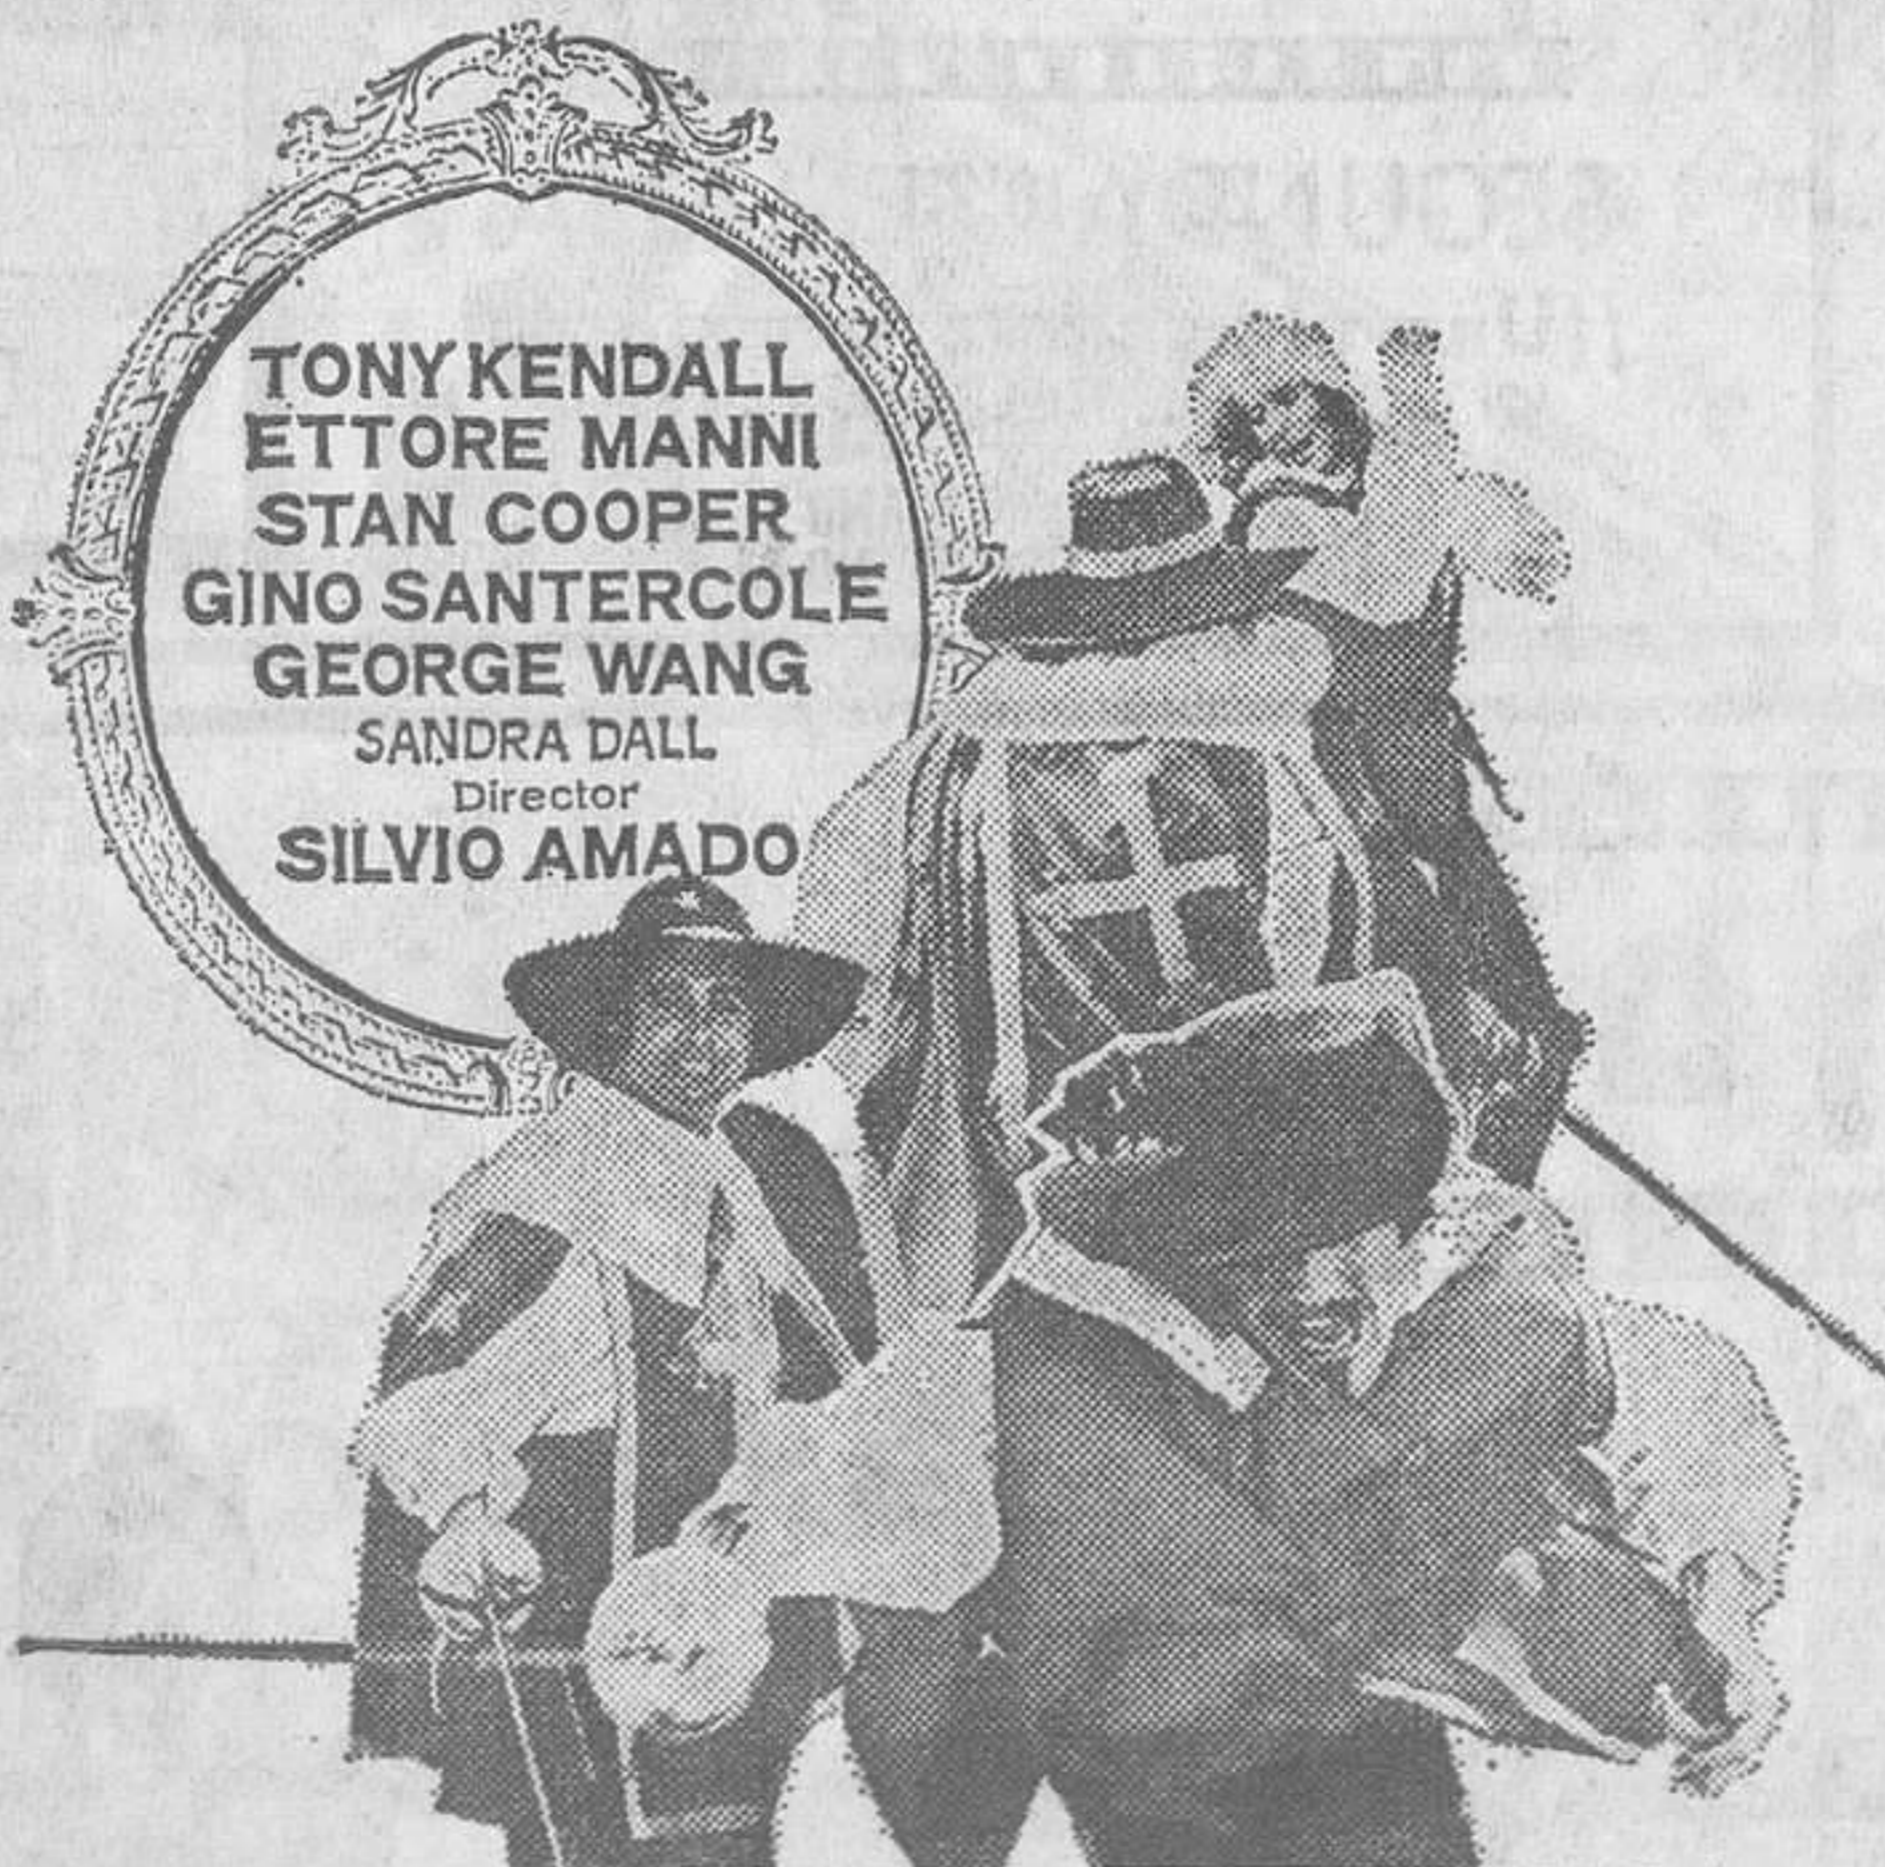 TONY KENDALL
ETTORE MANNI
STAN COOPER
GINO SANTERCOLE
GEORGE WANG
SANDRA DALL
Director
SILVIO AMADO